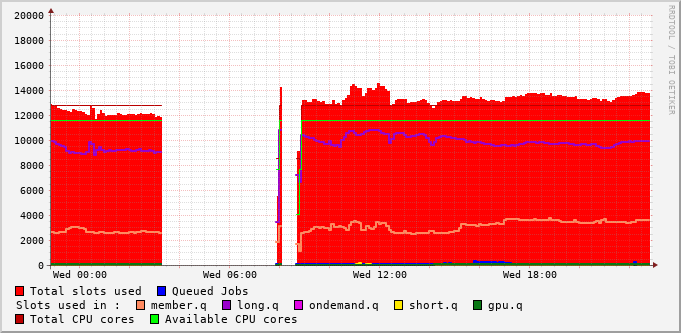 20000
18000
16000
14000
12000
10000
8000
6000
4000
2000
0
Wed 00:00 Wed 06:00 Wed 12:00 Wed 18:00
RRDTOOL / TOBI OETIKER
Total slots used Queued Jobs
Slots used in : member.q long.q ondemand.q short.q gpu.q
Total CPU cores Available CPU cores